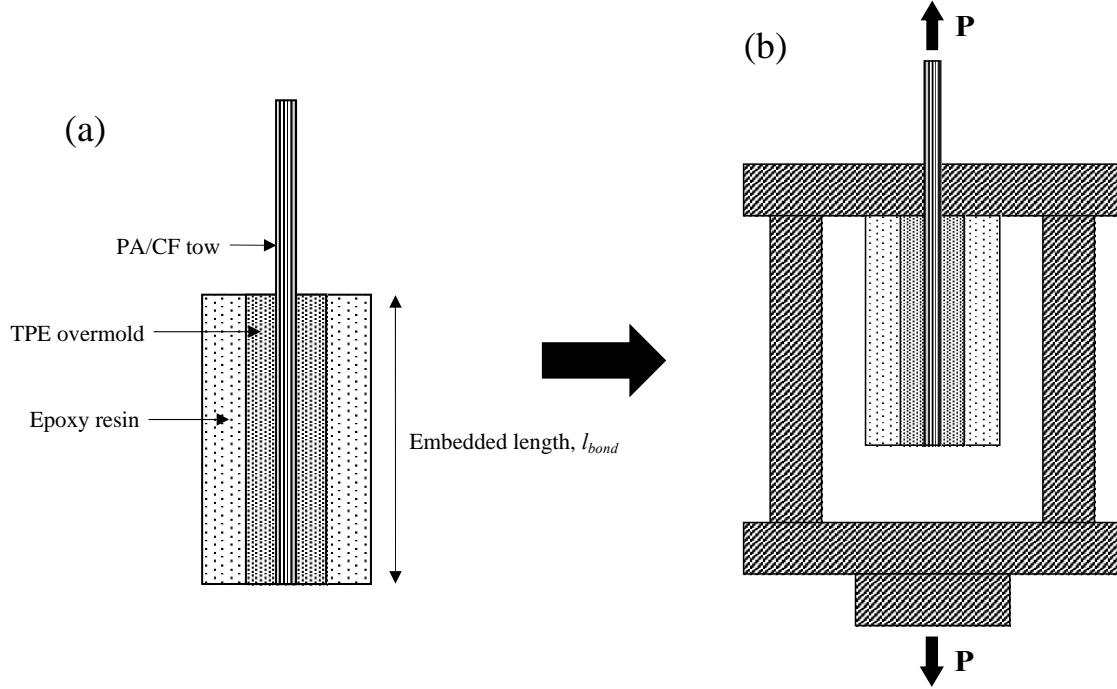 (a)
PA/CF tow
TPE overmold
Epoxy resin
Embedded length, l_bond
(b)
P
P